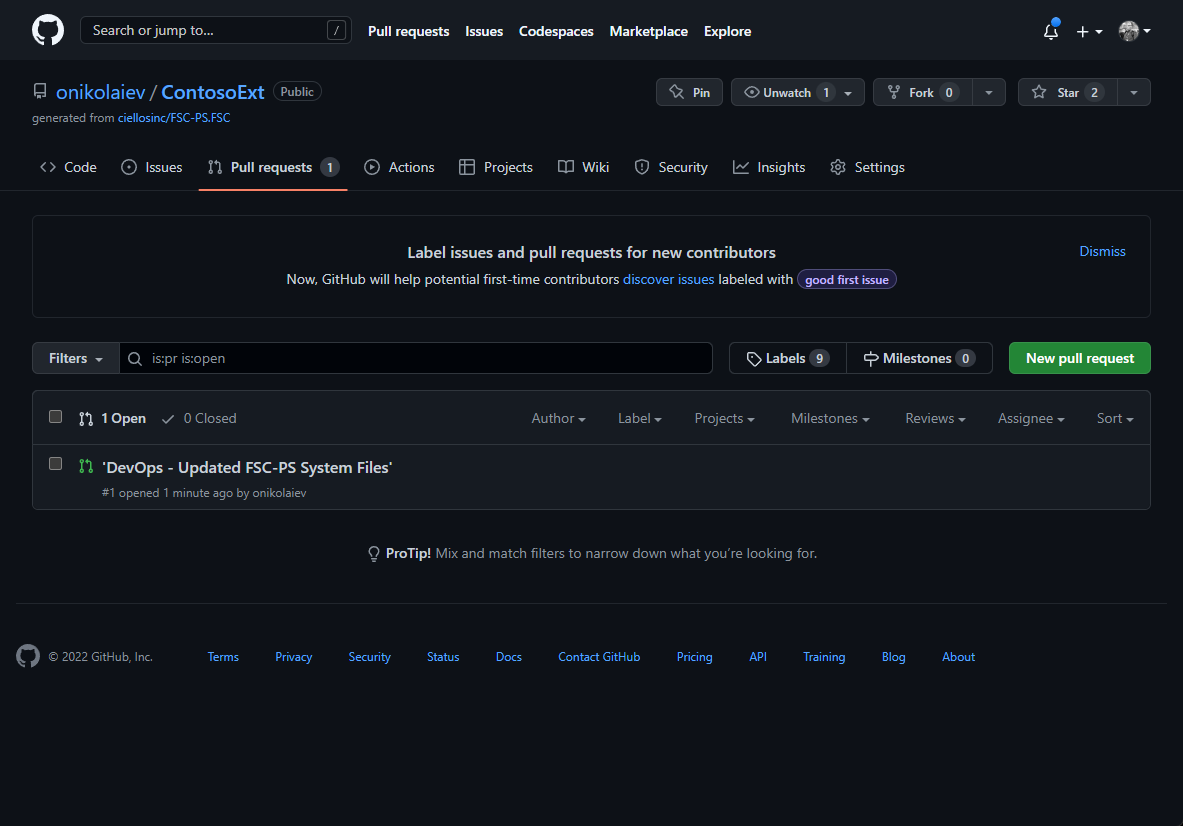 Search or jump to... / Pull requests Issues Codespaces Marketplace Explore
onikolaiev / ContosoExt Public Pin Unwatch 1 Fork 0 Star 2
generated from ciellosinc/FSC-PS.FSC
Code Issues Pull requests 1 Actions Projects Wiki Security Insights Settings
Label issues and pull requests for new contributors Dismiss
Now, GitHub will help potential first-time contributors discover issues labeled with good first issue
Filters is:pr is:open Labels 9 Milestones 0 New pull request
1 Open 0 Closed Author Label Projects Milestones Reviews Assignee Sort
'DevOps - Updated FSC-PS System Files'
#1 opened 1 minute ago by onikolaiev
ProTip! Mix and match filters to narrow down what you’re looking for.
© 2022 GitHub, Inc. Terms Privacy Security Status Docs Contact GitHub Pricing API Training Blog About